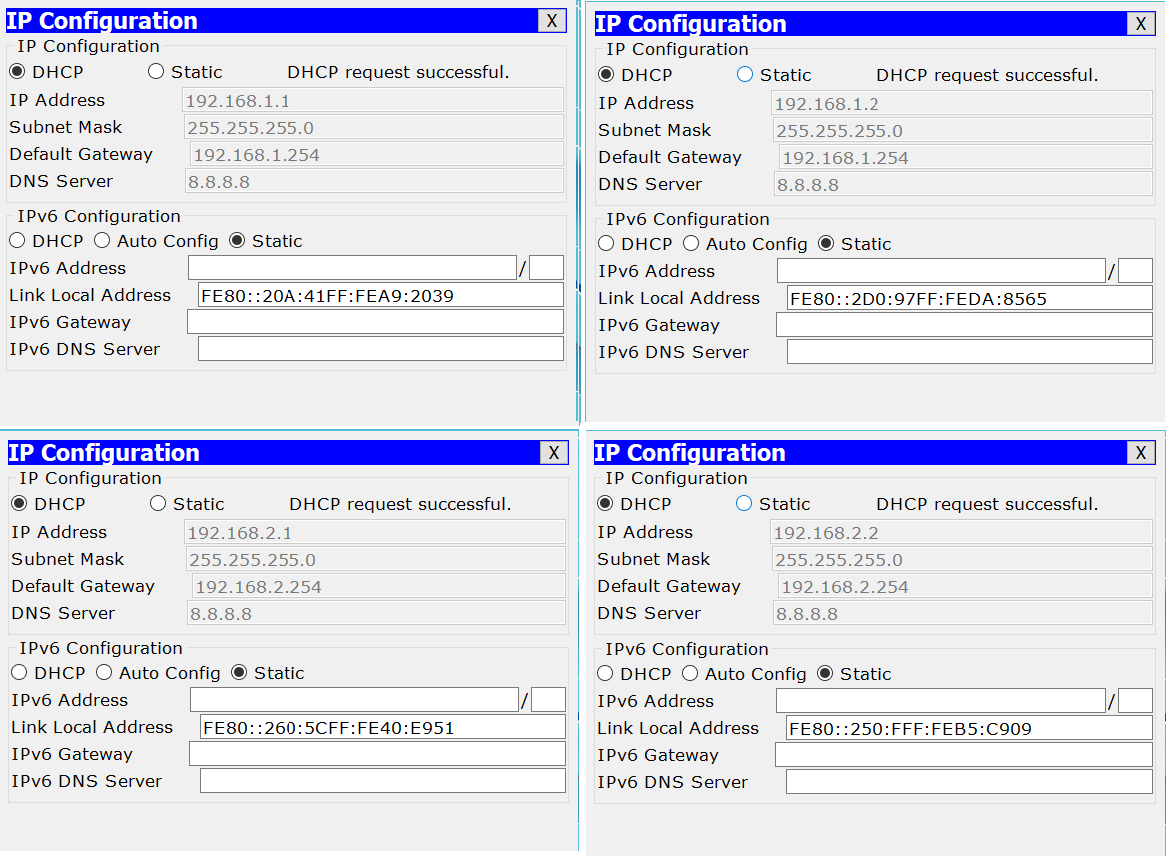 IP Configuration X
IP Configuration
DHCP Static DHCP request successful.
IP Address 192.168.1.1
Subnet Mask 255.255.255.0
Default Gateway 192.168.1.254
DNS Server 8.8.8.8
IPv6 Configuration
DHCP Auto Config Static
IPv6 Address /
Link Local Address FE80::20A:41FF:FEA9:2039
IPv6 Gateway
IPv6 DNS Server
IP Configuration X
IP Configuration
DHCP Static DHCP request successful.
IP Address 192.168.1.2
Subnet Mask 255.255.255.0
Default Gateway 192.168.1.254
DNS Server 8.8.8.8
IPv6 Configuration
DHCP Auto Config Static
IPv6 Address /
Link Local Address FE80::2D0:97FF:FEDA:8565
IPv6 Gateway
IPv6 DNS Server
IP Configuration X
IP Configuration
DHCP Static DHCP request successful.
IP Address 192.168.2.1
Subnet Mask 255.255.255.0
Default Gateway 192.168.2.254
DNS Server 8.8.8.8
IPv6 Configuration
DHCP Auto Config Static
IPv6 Address /
Link Local Address FE80::260:5CFF:FE40:E951
IPv6 Gateway
IPv6 DNS Server
IP Configuration X
IP Configuration
DHCP Static DHCP request successful.
IP Address 192.168.2.2
Subnet Mask 255.255.255.0
Default Gateway 192.168.2.254
DNS Server 8.8.8.8
IPv6 Configuration
DHCP Auto Config Static
IPv6 Address /
Link Local Address FE80::250:FFF:FEB5:C909
IPv6 Gateway
IPv6 DNS Server